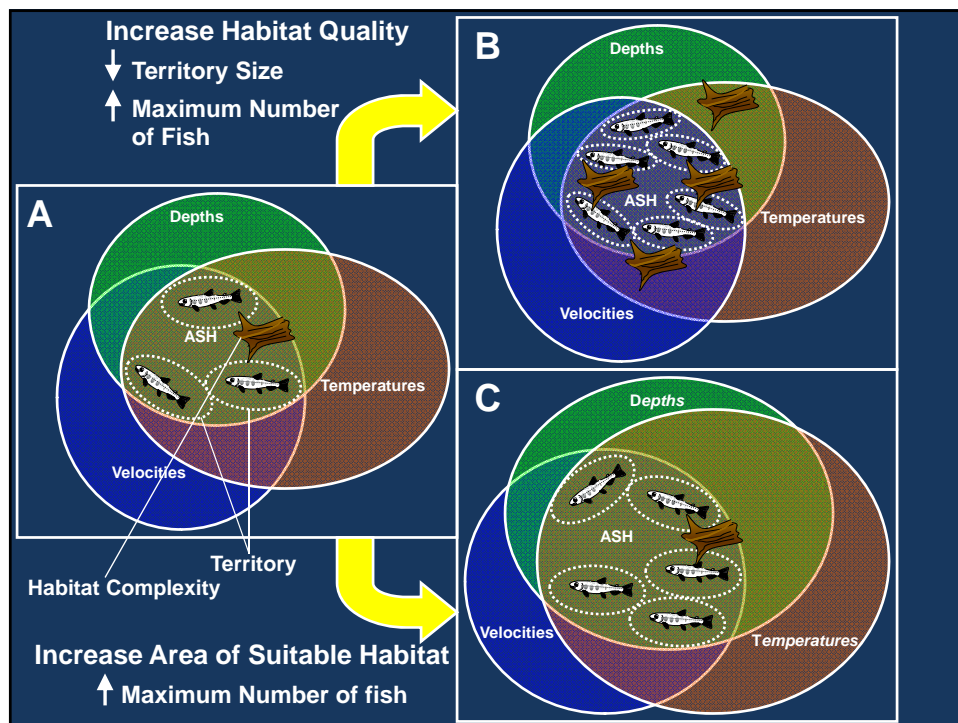 Increase Habitat Quality
↓ Territory Size
↑ Maximum Number
of Fish
A
Depths
ASH
Temperatures
Velocities
Territory
Habitat Complexity
Increase Area of Suitable Habitat
↑ Maximum Number of fish
B
Depths
ASH
Temperatures
Velocities
C
Depths
ASH
Velocities
Temperatures